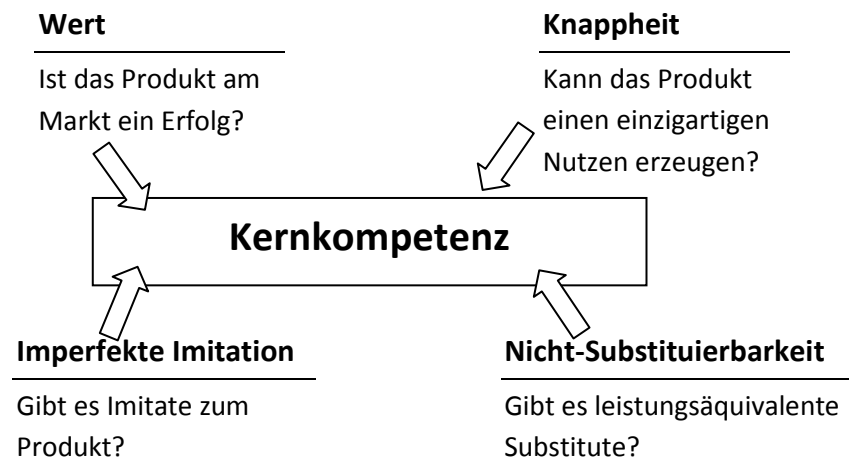 Wert
Ist das Produkt am
Markt ein Erfolg?
Knappheit
Kann das Produkt
einen einzigartigen
Nutzen erzeugen?
Kernkompetenz
Imperfekte Imitation
Gibt es Imitate zum
Produkt?
Nicht-Substituierbarkeit
Gibt es leistungsäquivalente
Substitute?